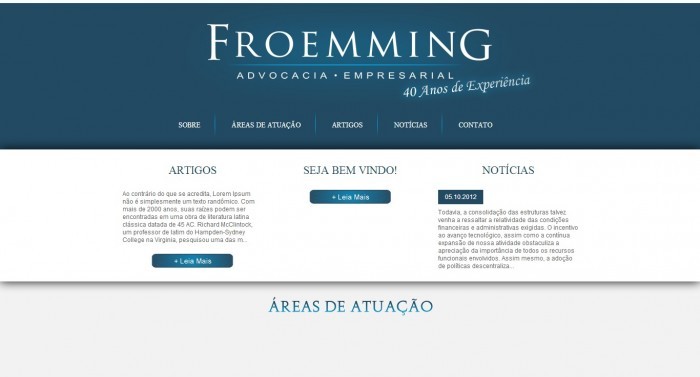 FROEMMING
ADVOCACIA • EMPRESARIAL
40 Anos de Experiência
SOBRE
ÁREAS DE ATUAÇÃO
ARTIGOS
NOTÍCIAS
CONTATO
ARTIGOS
Ao contrário do que se acredita, Lorem Ipsum
não é simplesmente um texto randômico. Com
mais de 2000 anos, suas raízes podem ser
encontradas em uma obra de literatura latina
clássica datada de 45 AC. Richard McClintock,
um professor de latim do Hampden-Sydney
College na Virginia, pesquisou uma das m...
+ Leia Mais
SEJA BEM VINDO!
+ Leia Mais
NOTÍCIAS
05.10.2012
Todavia, a consolidação das estruturas talvez
venha a ressaltar a relatividade das condições
financeiras e administrativas exigidas. O incentivo
ao avanço tecnológico, assim como a contínua
expansão de nossa atividade obstaculiza a
apreciação da importância de todos os recursos
funcionais envolvidos. Assim mesmo, a adoção
de políticas descentraliza...
ÁREAS DE ATUAÇÃO